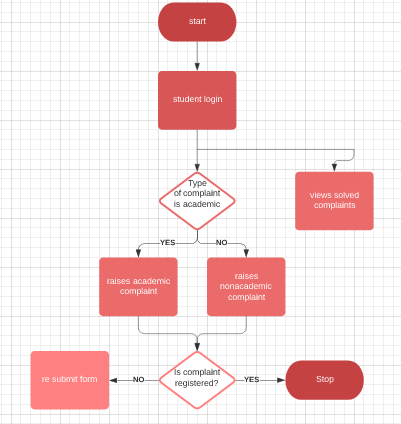 start
student login
Type
of complaint
is academic
views solved
complaints
YES
NO
raises academic
complaint
raises
nonacademic
complaint
Is complaint
registered?
re submit form
NO
YES
Stop